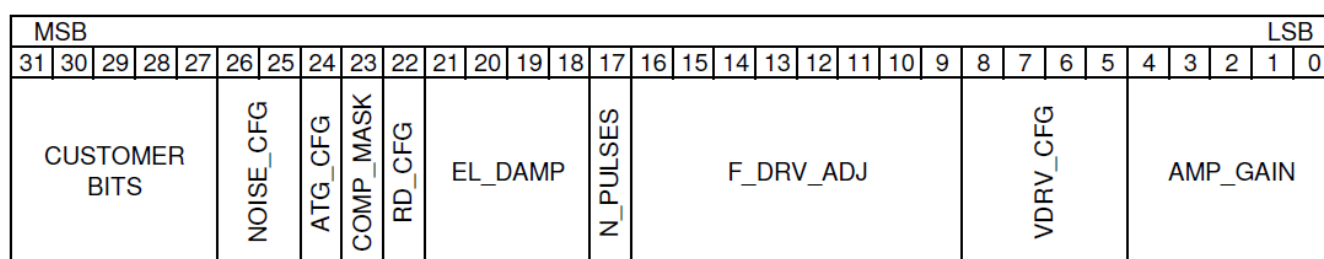 MSB LSB
31 30 29 28 27 26 25 24 23 22 21 20 19 18 17 16 15 14 13 12 11 10 9 8 7 6 5 4 3 2 1 0
CUSTOMER
BITS
NOISE_CFG
ATG_CFG
COMP_MASK
RD_CFG
EL_DAMP
N_PULSES
F_DRV_ADJ
VDRV_CFG
AMP_GAIN